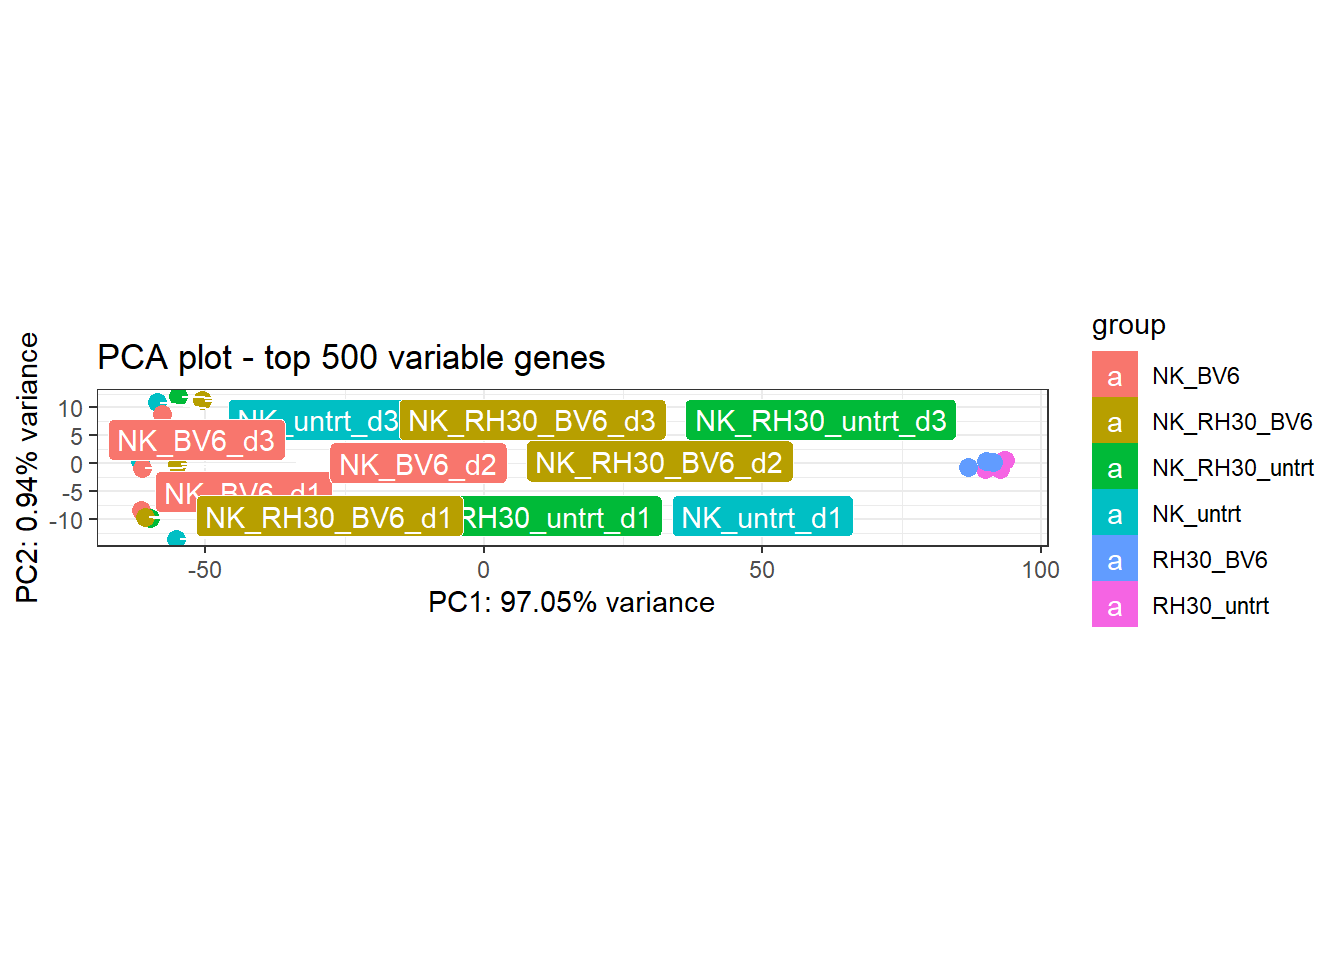 PCA plot - top 500 variable genes
PC2: 0.94% variance
10
5
0
-5
-10
NK_untrt_d3
NK_RH30_BV6_d3
NK_RH30_untrt_d3
NK_BV6_d3
NK_BV6_d2
NK_RH30_BV6_d2
NK_BV6_d1
NK_RH30_BV6_d1
RH30_untrt_d1
NK_untrt_d1
-50
0
50
100
PC1: 97.05% variance
group
a NK_BV6
a NK_RH30_BV6
a NK_RH30_untrt
a NK_untrt
a RH30_BV6
a RH30_untrt